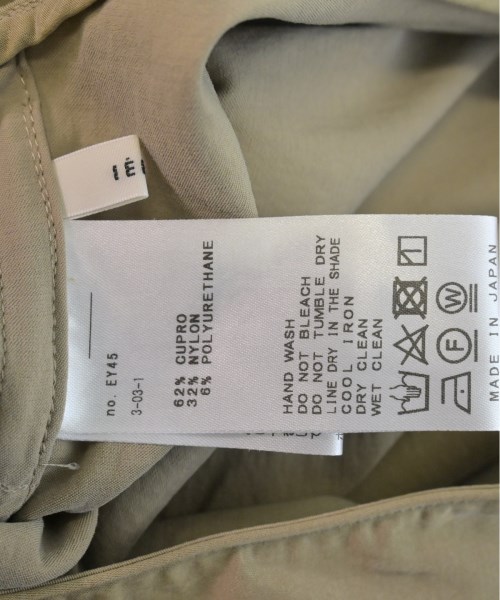 no. EY45
3-03-1
62% CUPRO
32% NYLON
6% POLYURETHANE
HAND WASH
DO NOT BLEACH
DO NOT TUMBLE DRY
LINE DRY IN THE SHADE
COOL IRON
DRY CLEAN
WET CLEAN
F W
MADE IN JAPAN